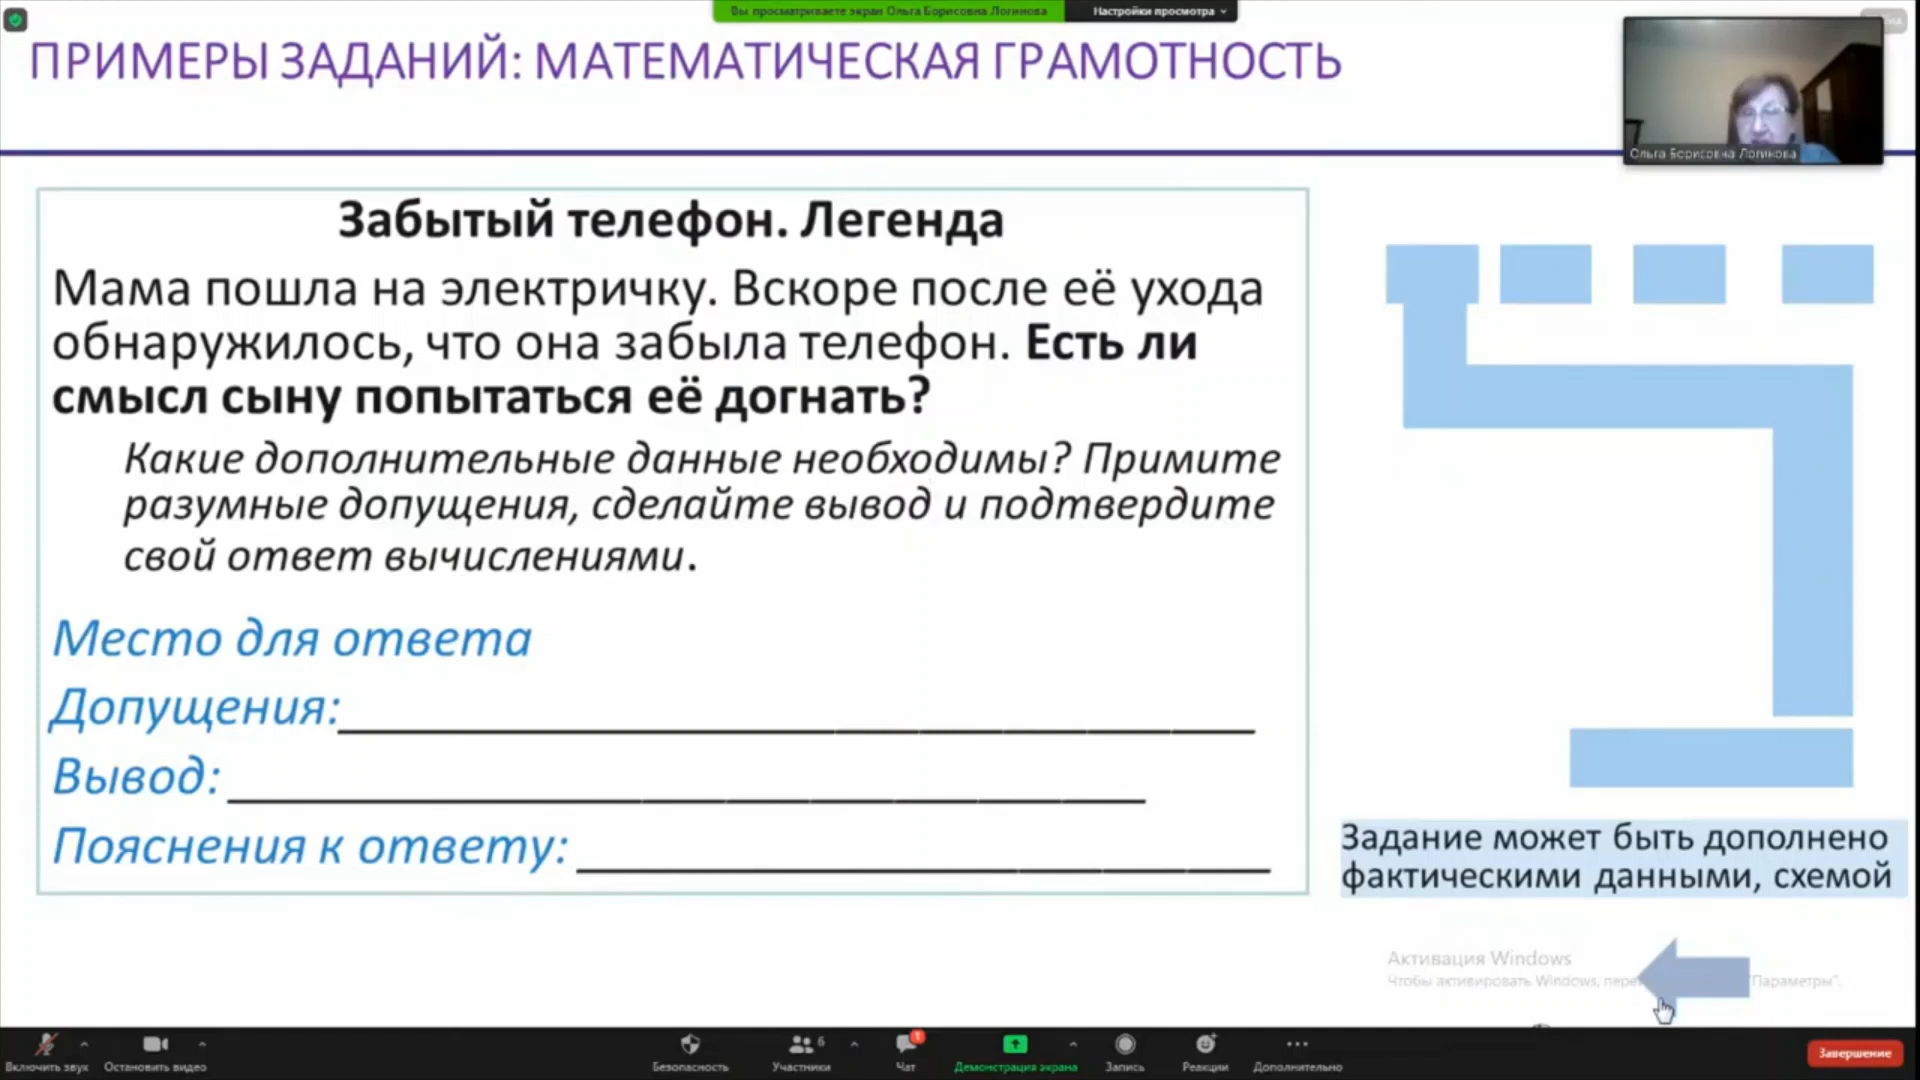 Вы просматриваете экран Ольга Борисовна Логинова
Настройки просмотра
ПРИМЕРЫ ЗАДАНИЙ: МАТЕМАТИЧЕСКАЯ ГРАМОТНОСТЬ
Ольга Борисовна Логинова
Забытый телефон. Легенда
Мама пошла на электричку. Вскоре после её ухода
обнаружилось, что она забыла телефон. Есть ли
смысл сыну попытаться её догнать?
Какие дополнительные данные необходимы? Примите
разумные допущения, сделайте вывод и подтвердите
свой ответ вычислениями.
Место для ответа
Допущения:
Вывод:
Пояснения к ответу:
Задание может быть дополнено
фактическими данными, схемой
Активация Windows
Чтобы активировать Windows, "Параметры".
Включить звук
Остановить видео
Безопасность
Участники
6
Чат
1
Демонстрация экрана
Запись
Реакции
Дополнительно
Завершение